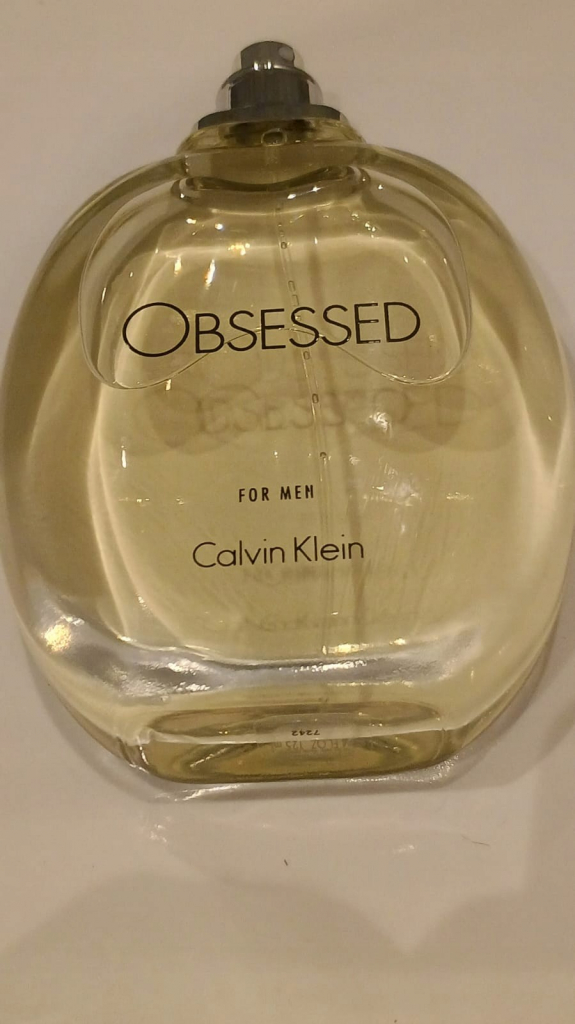 OBSESSED
FOR MEN
Calvin Klein
7242